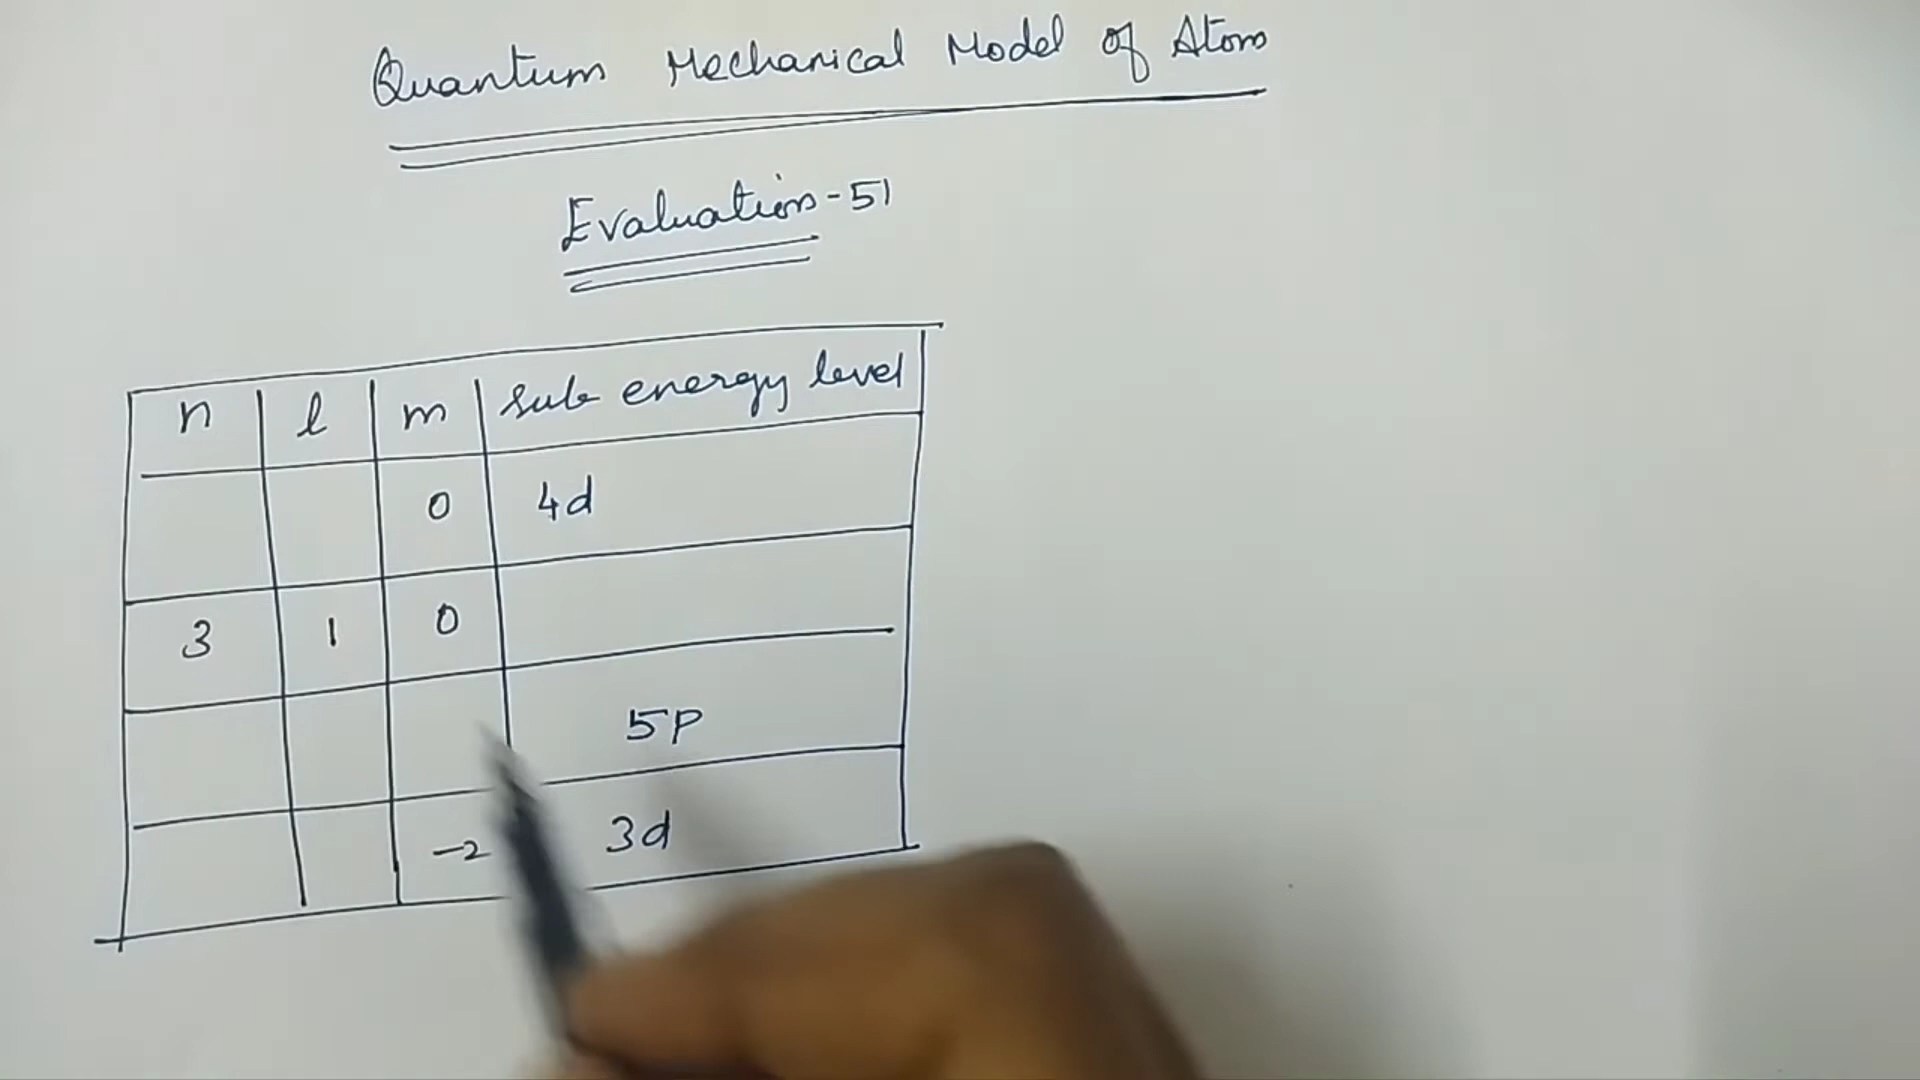 Quantum Mechanical Model of Atom
Evaluation-51
n l m sub energy level
0 4d
3 1 0
5p
-2 3d